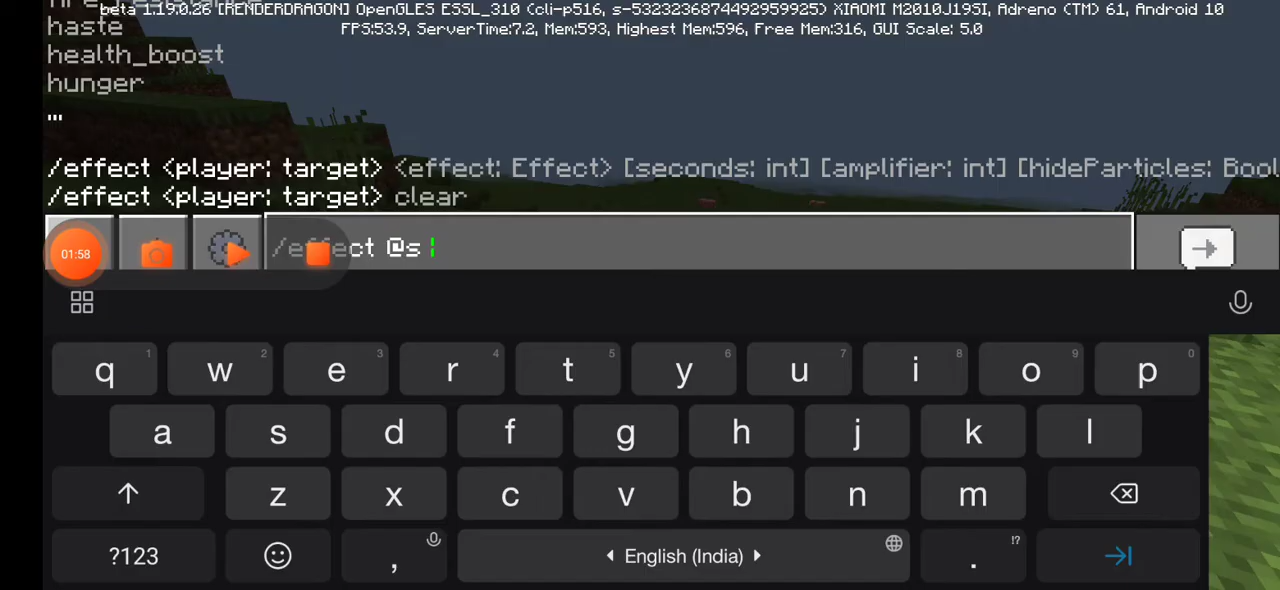 beta 1.19.0.26 [RENDERDRAGON] OpenGLES ESSL_310 (cli-p516, s-5323236874492959925) XIAOMI M2010J19SI, Adreno (TM) 61, Android 10
haste
FPS:53.9, ServerTime:7.2, Mem:593, Highest Mem:596, Free Mem:316, GUI Scale: 5.0
health_boost
hunger
...
/effect <player: target> <effect: Effect> [seconds: int] [amplifier: int] [hideParticles: Bool
/effect <player: target> clear
01:58
/effect @s
q 1 w 2 e 3 r 4 t 5 y 6 u 7 i 8 o 9 p 0
a s d f g h j k l
z x c v b n m
?123 , English (India) . !?